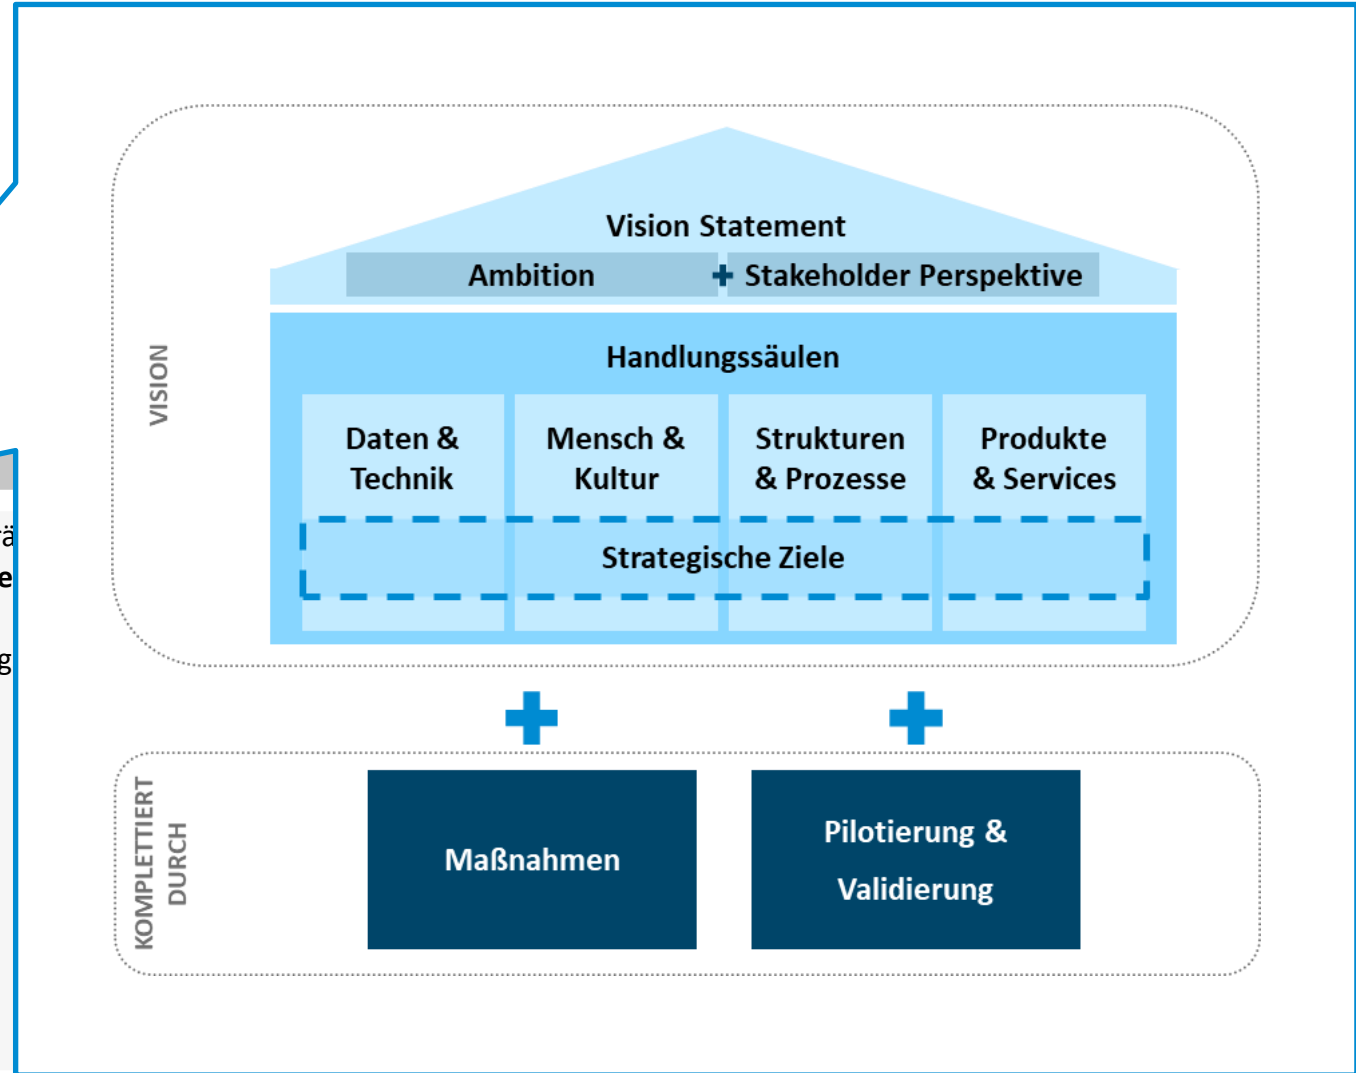 Vision Statement
Ambition + Stakeholder Perspektive
VISION
Handlungssäulen
Daten &
Technik
Mensch &
Kultur
Strukturen
& Prozesse
Produkte
& Services
Strategische Ziele
KOMPLETTIERT
DURCH
Maßnahmen
Pilotierung &
Validierung